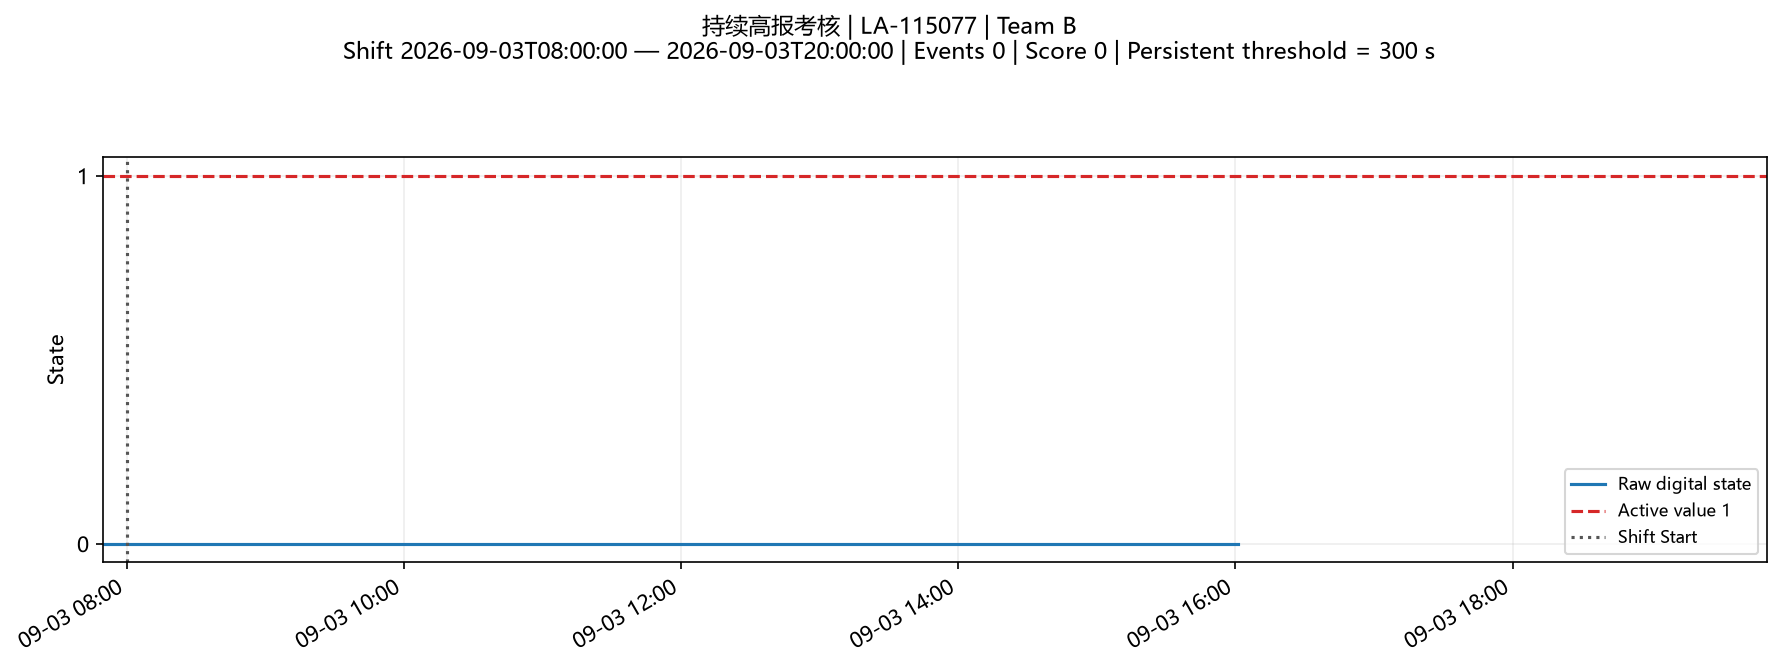 持续高报考核 | LA-115077 | Team B
Shift 2026-09-03T08:00:00 — 2026-09-03T20:00:00 | Events 0 | Score 0 | Persistent threshold = 300 s
1
State
0
Raw digital state
Active value 1
Shift Start
09-03 08:00
09-03 10:00
09-03 12:00
09-03 14:00
09-03 16:00
09-03 18:00